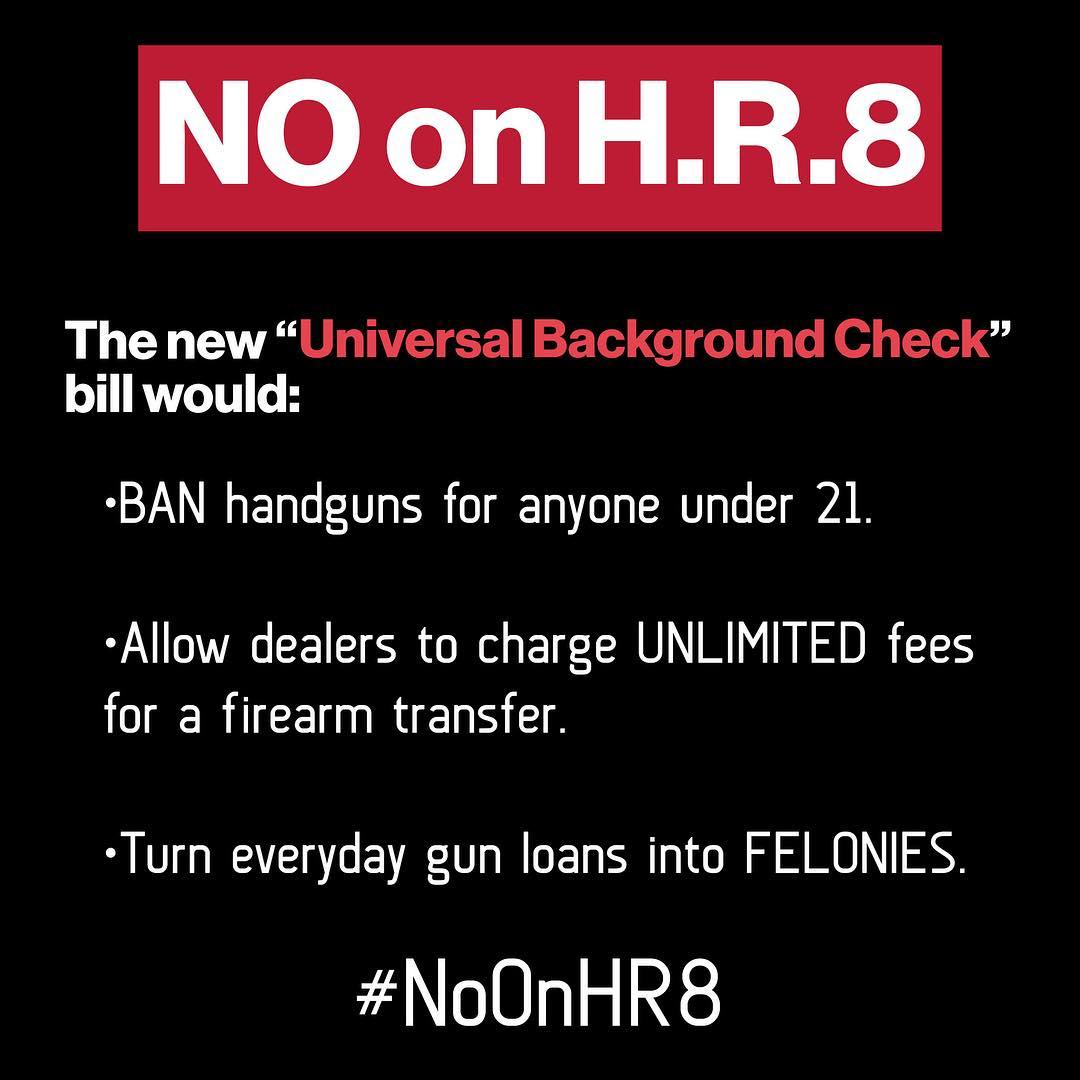 NO on H.R.8
The new “Universal Background Check”
bill would:
•BAN handguns for anyone under 21.
•Allow dealers to charge UNLIMITED fees
for a firearm transfer.
•Turn everyday gun loans into FELONIES.
#NoOnHR8